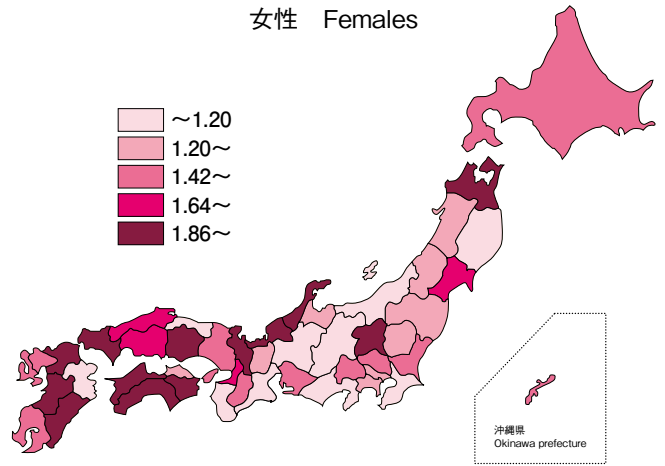 女性 Females
～1.20
1.20～
1.42～
1.64～
1.86～
沖縄県
Okinawa prefecture